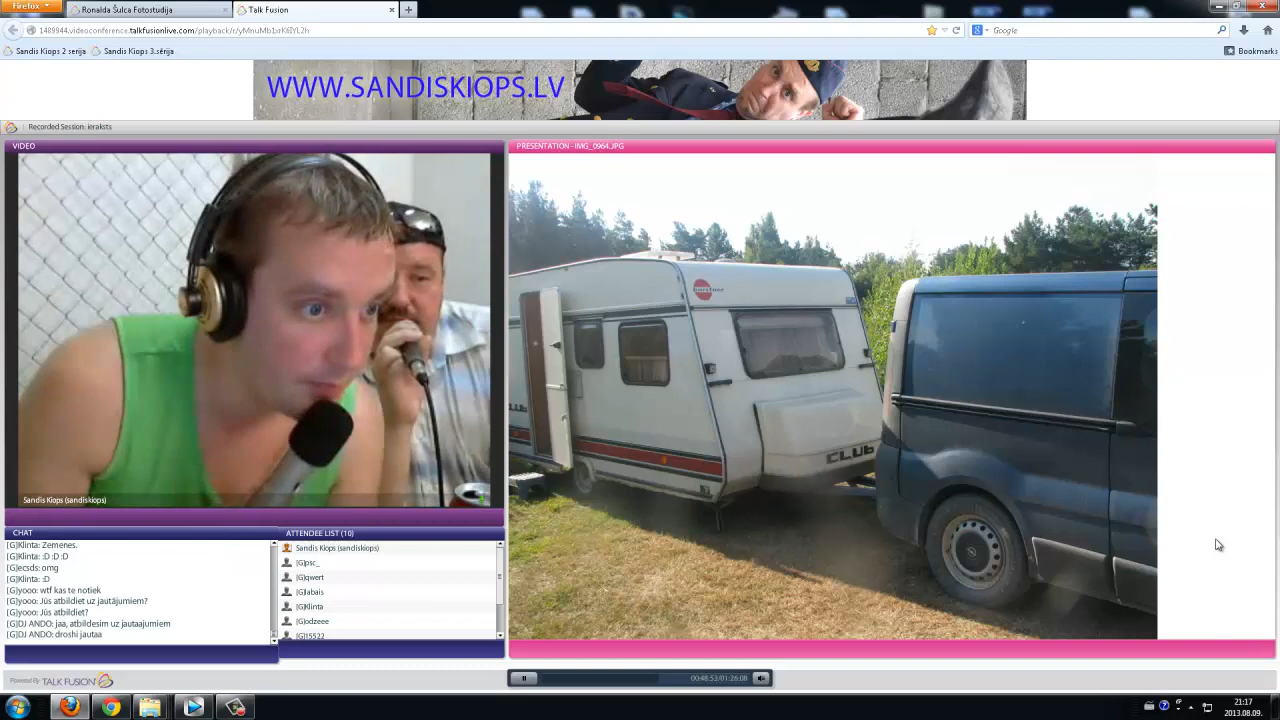 Firefox
Ronalda Šulca Fotostudija
Talk Fusion
1489944.videoconference.talkfusionlive.com/playback/r/
Google
Sandis Kiops 2 serija
Sandis Kiops 3.sērija
Bookmarks
WWW.SANDISKIOPS.LV
Recorded Session: ieraksts
VIDEO
PRESENTATION - IMG_0964.JPG
CLUB
Sandis Kiops (sandiskiops)
CHAT
[G]Klinta: Zemenes.
[G]Klinta: :D :D :D
[G]ecsds: omg
[G]Klinta: :D
[G]yooo: wtf kas te notiek
[G]yooo: Jūs atbildiet uz jautājumiem?
[G]yooo: Jūs atbildiet?
[G]DJ ANDO: jaa, atbildesim uz jautaajumiem
[G]DJ ANDO: droshi jautaa
ATTENDEE LIST (10)
Sandis Kiops (sandiskiops)
[G]psc_
[G]qwert
[G]labais
[G]Klinta
[G]odzeee
[G]15522
Powered By TALK FUSION
00:48:53/01:26:08
21:17
2013.08.09.